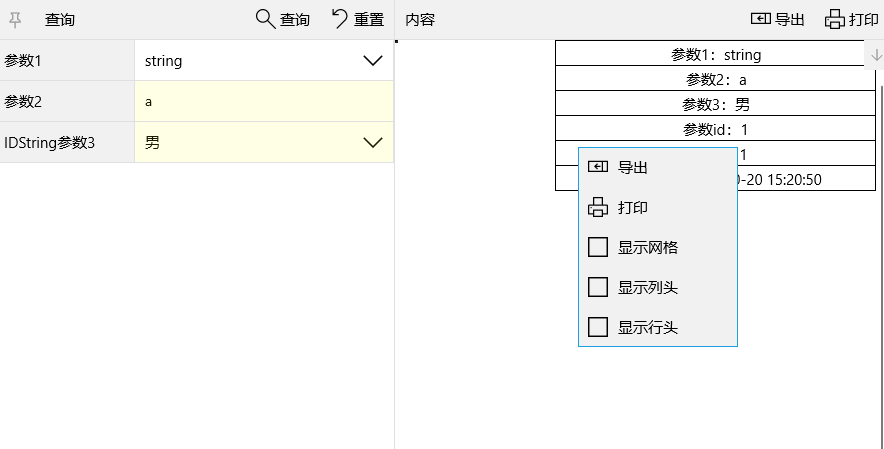 查询
查询
重置
参数1
string
参数2
a
IDString参数3
男
内容
导出
打印
参数1：string
参数2：a
参数3：男
参数id：1
1
0-20 15:20:50
导出
打印
显示网格
显示列头
显示行头